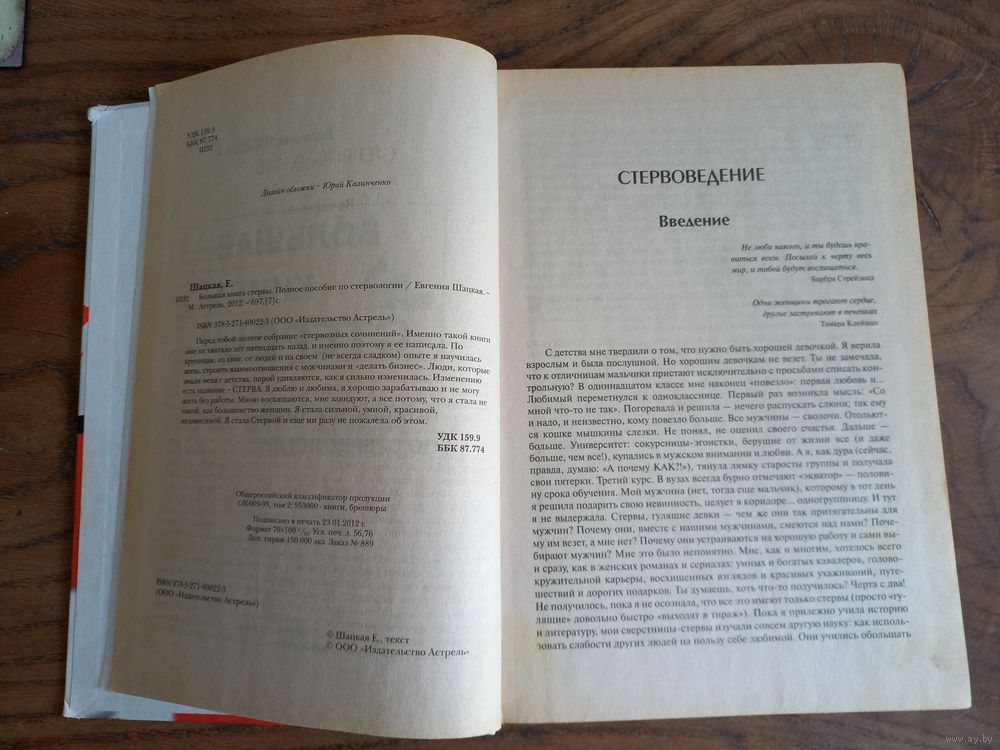 УДК 159.9
ББК 87.774
Ш32
Дизайн обложки – Юрий Калинченко
Шацкая, Е.
Ш32 Большая книга стервы. Полное пособие по стервологии / Евгения Шацкая. –
М.: Астрель, 2012. – 697,[7]с.
ISBN 978-5-271-40022-3 (ООО «Издательство Астрель»)
Перед тобой полное собрание «стервозных сочинений». Именно такой книги
мне не хватало лет пятнадцать назад, и именно поэтому я ее написала. По
крупицам, из книг, от людей и на своем (не всегда сладком) опыте я научилась
жить, строить взаимоотношения с мужчинами и «делать бизнес». Люди, которые
знали меня с детства, порой удивляются, как я сильно изменилась. Изменению
есть название - СТЕРВА. Я люблю и любима, я хорошо зарабатываю и не могу
жить без работы. Мною восхищаются, мне завидуют, а все потому, что я стала не
такой, как большинство женщин. Я стала сильной, умной, красивой,
независимой. Я стала Стервой и еще ни разу не пожалела об этом.
УДК 159.9
ББК 87.774
Общероссийский классификатор продукции
ОК-005-93, том 2; 953000 - книги, брошюры
Подписано в печать 23.01.2012 г.
Формат 70х100 1/16. Усл. печ. л. 56,76
Доп. тираж 150 000 экз. Заказ № 889
ISBN 978-5-271-40022-3
(ООО «Издательство Астрель»)
© Шацкая Е., текст
© ООО «Издательство Астрель»
СТЕРВОВЕДЕНИЕ
Введение
Не люби никого, и ты будешь нра-
виться всем. Посылай к черту весь
мир, и тобой будут восхищаться.
Барбра Стрейзанд
Одни женщины трогают сердце,
другие застревают в печенках
Тамара Клейман
С детства мне твердили о том, что нужно быть хорошей девочкой. Я верила
взрослым и была послушной. Но хорошим девочкам не везет. Ты не замечала,
что к отличницам мальчики пристают исключительно с просьбами списать кон-
трольную? В одиннадцатом классе мне наконец «повезло»: первая любовь и...
Любимый переметнулся к однокласснице. Первый раз возникла мысль: «Со
мной что-то не так». Погоревала и решила — нечего распускать слюни; так ему
и надо, и неизвестно, кому повезло больше. Все мужчины — сволочи. Отольют-
ся кошке мышкины слезки. Не понял, не оценил своего счастья. Дальше —
больше. Университет: сокурсницы-эгоистки, берущие от жизни все (и даже
больше, чем все!), купались в мужском внимании и любви. А я, как дура (сейчас,
правда, думаю: «А почему КАК?!»), тянула лямку старосты группы и получала
свои пятерки. Третий курс. В вузах всегда бурно отмечают «экватор» — полови-
ну срока обучения. Мой мужчина (нет, тогда еще мальчик), которому в тот день
я решила подарить свою невинность, целует в коридоре... одногруппницу. И тут
я не выдержала. Стервы, гулящие девки — чем же они так притягательны для
мужчин? Почему они, вместе с нашими мужчинами, смеются над нами? Поче-
му им везет, а мне нет? Почему они устраиваются на хорошую работу и сами вы-
бирают мужчин? Мне это было непонятно. Мне, как и многим, хотелось всего
и сразу, как в женских романах и сериалах: умных и богатых кавалеров, голово-
кружительной карьеры, восхищенных взглядов и красивых ухаживаний, путе-
шествий и дорогих подарков. Ты думаешь, хоть что-то получилось? Черта с два!
Не получилось, пока я не осознала, что все это имеют только стервы (просто «гу-
лящие» довольно быстро «выходят в тираж»). Пока я прилежно учила историю
и литературу, мои сверстницы-стервы изучали совсем другую науку: как исполь-
зовать слабости других людей на пользу себе любимой. Они учились обольщать
www.ay.by